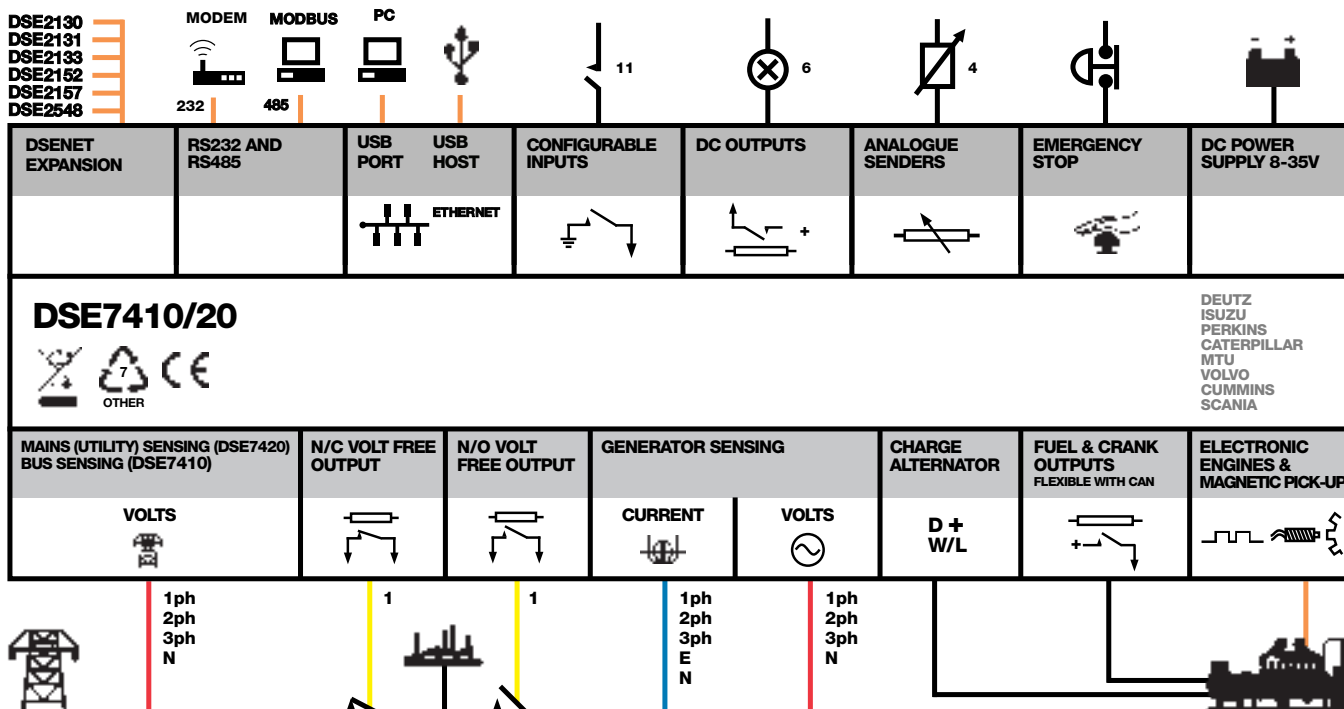 DSE2130
DSE2131
DSE2133
DSE2152
DSE2157
DSE2548
MODEM
232
MODBUS
485
PC
11
6
4
- +
DSENET
EXPANSION
RS232 AND
RS485
USB
PORT
USB
HOST
ETHERNET
CONFIGURABLE
INPUTS
DC OUTPUTS
+
ANALOGUE
SENDERS
EMERGENCY
STOP
DC POWER
SUPPLY 8-35V
DSE7410/20
7
OTHER
CE
DEUTZ
ISUZU
PERKINS
CATERPILLAR
MTU
VOLVO
CUMMINS
SCANIA
MAINS (UTILITY) SENSING (DSE7420)
BUS SENSING (DSE7410)
VOLTS
N/C VOLT FREE
OUTPUT
N/O VOLT
FREE OUTPUT
GENERATOR SENSING
CURRENT
VOLTS
CHARGE
ALTERNATOR
D +
W/L
FUEL & CRANK
OUTPUTS
FLEXIBLE WITH CAN
+
ELECTRONIC
ENGINES &
MAGNETIC PICK-UP
1ph
2ph
3ph
N
1
1
1ph
2ph
3ph
E
N
1ph
2ph
3ph
N